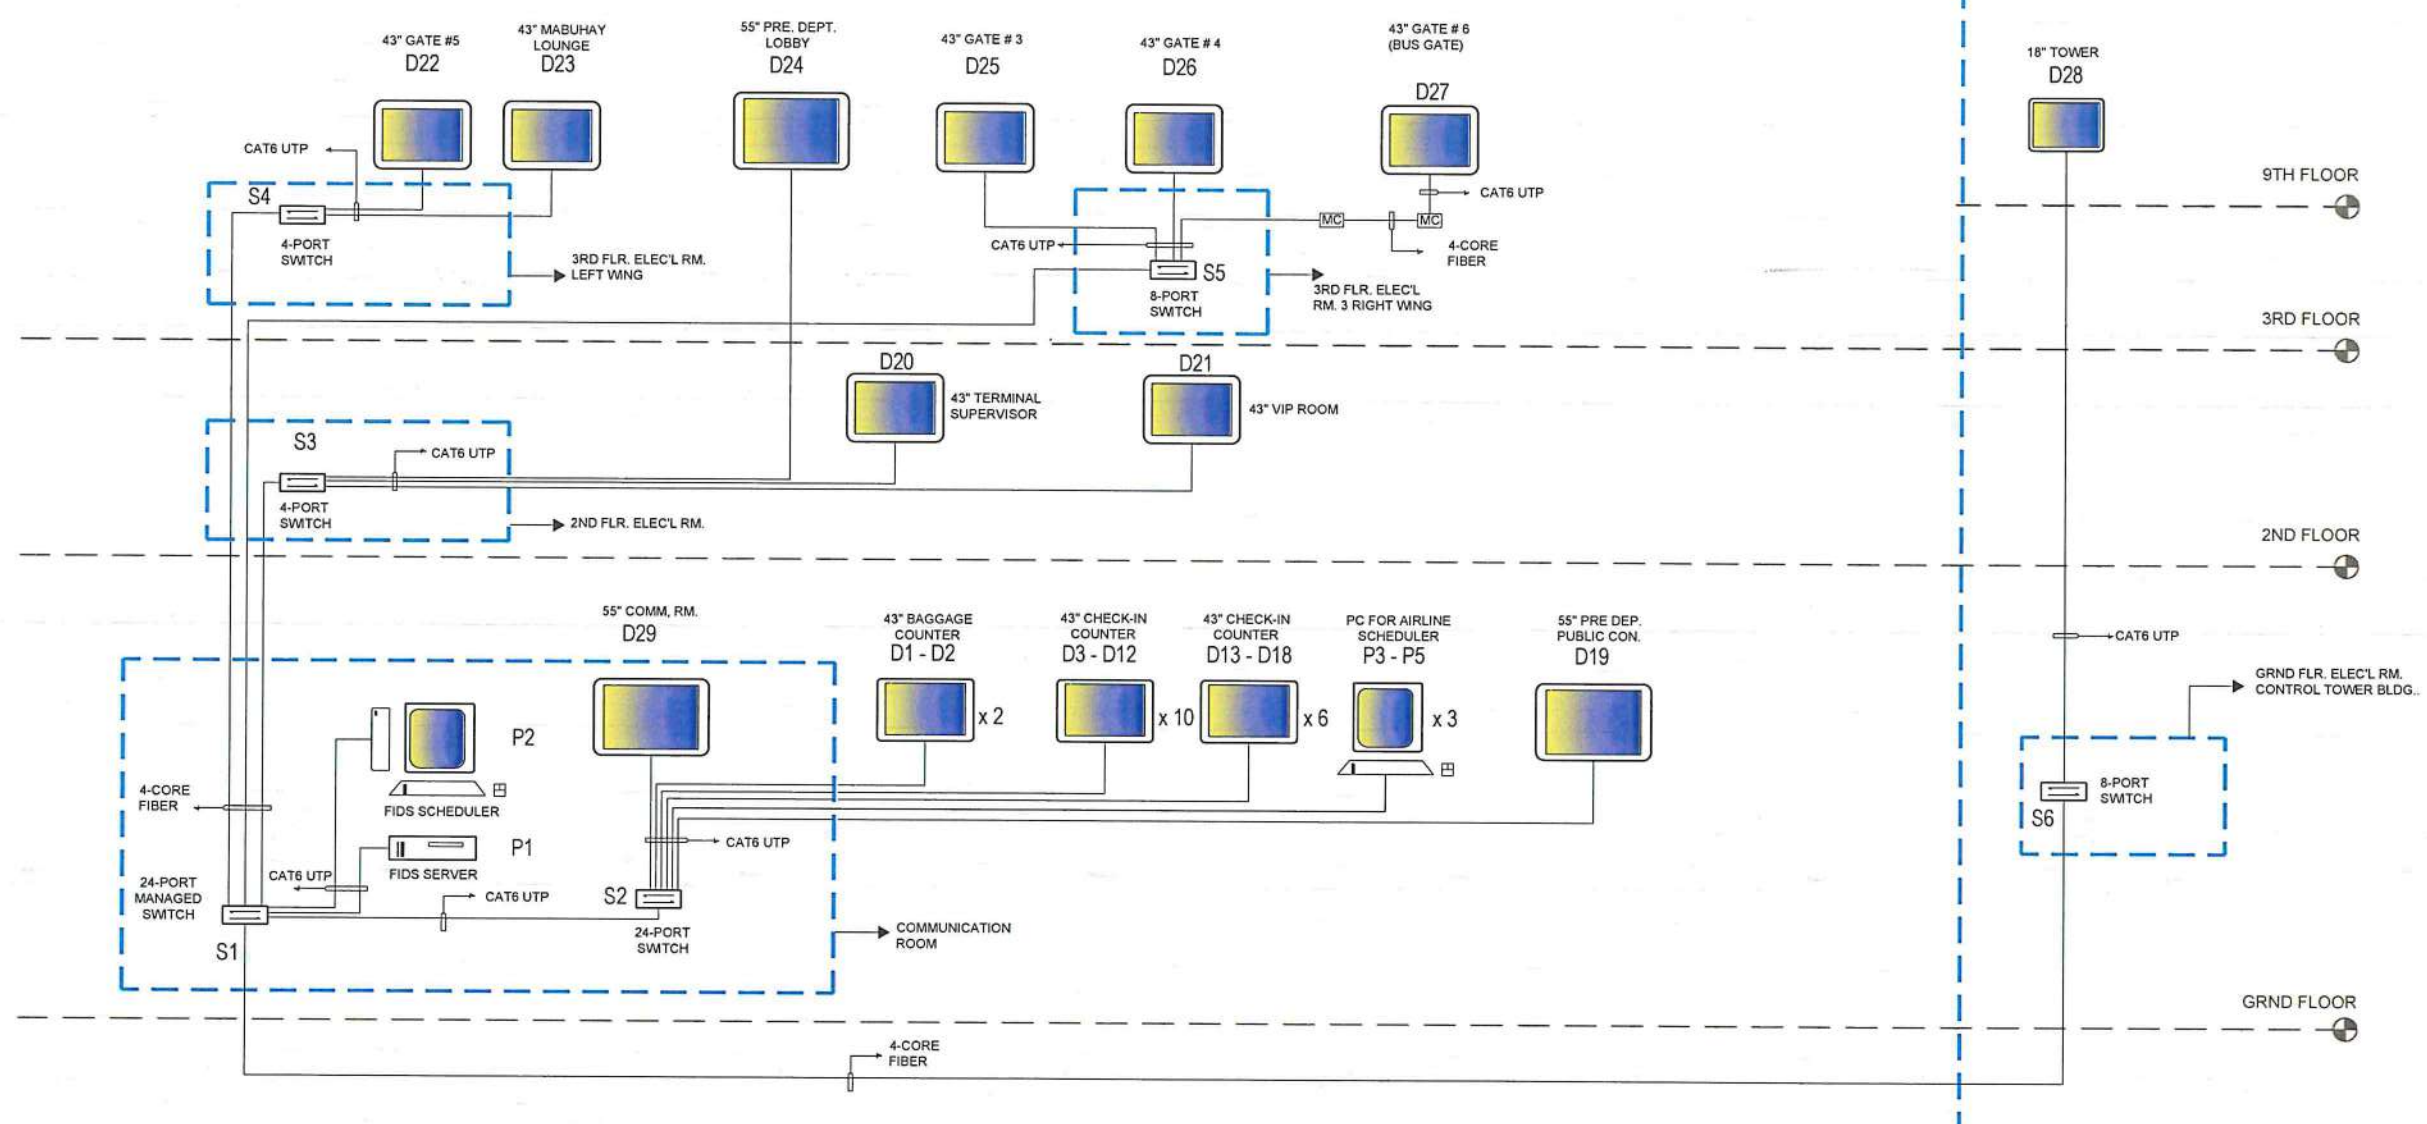 43" GATE #5
D22
43" MABUHAY
LOUNGE
D23
55" PRE. DEPT.
LOBBY
D24
43" GATE # 3
D25
43" GATE # 4
D26
43" GATE # 6
(BUS GATE)
D27
18" TOWER
D28
CAT6 UTP
S4
4-PORT
SWITCH
3RD FLR. ELEC'L RM.
LEFT WING
CAT6 UTP
S5
8-PORT
SWITCH
MC
MC
CAT6 UTP
4-CORE
FIBER
3RD FLR. ELEC'L
RM. 3 RIGHT WING
9TH FLOOR
3RD FLOOR
D20
43" TERMINAL
SUPERVISOR
D21
43" VIP ROOM
S3
CAT6 UTP
4-PORT
SWITCH
2ND FLR. ELEC'L RM.
2ND FLOOR
55" COMM, RM.
D29
43" BAGGAGE
COUNTER
D1 - D2
x 2
43" CHECK-IN
COUNTER
D3 - D12
x 10
43" CHECK-IN
COUNTER
D13 - D18
x 6
PC FOR AIRLINE
SCHEDULER
P3 - P5
x 3
55" PRE DEP.
PUBLIC CON.
D19
CAT6 UTP
GRND FLR. ELEC'L RM.
CONTROL TOWER BLDG..
P2
FIDS SCHEDULER
4-CORE
FIBER
P1
FIDS SERVER
CAT6 UTP
24-PORT
MANAGED
SWITCH
S1
CAT6 UTP
CAT6 UTP
S2
24-PORT
SWITCH
COMMUNICATION
ROOM
8-PORT
SWITCH
S6
GRND FLOOR
4-CORE
FIBER